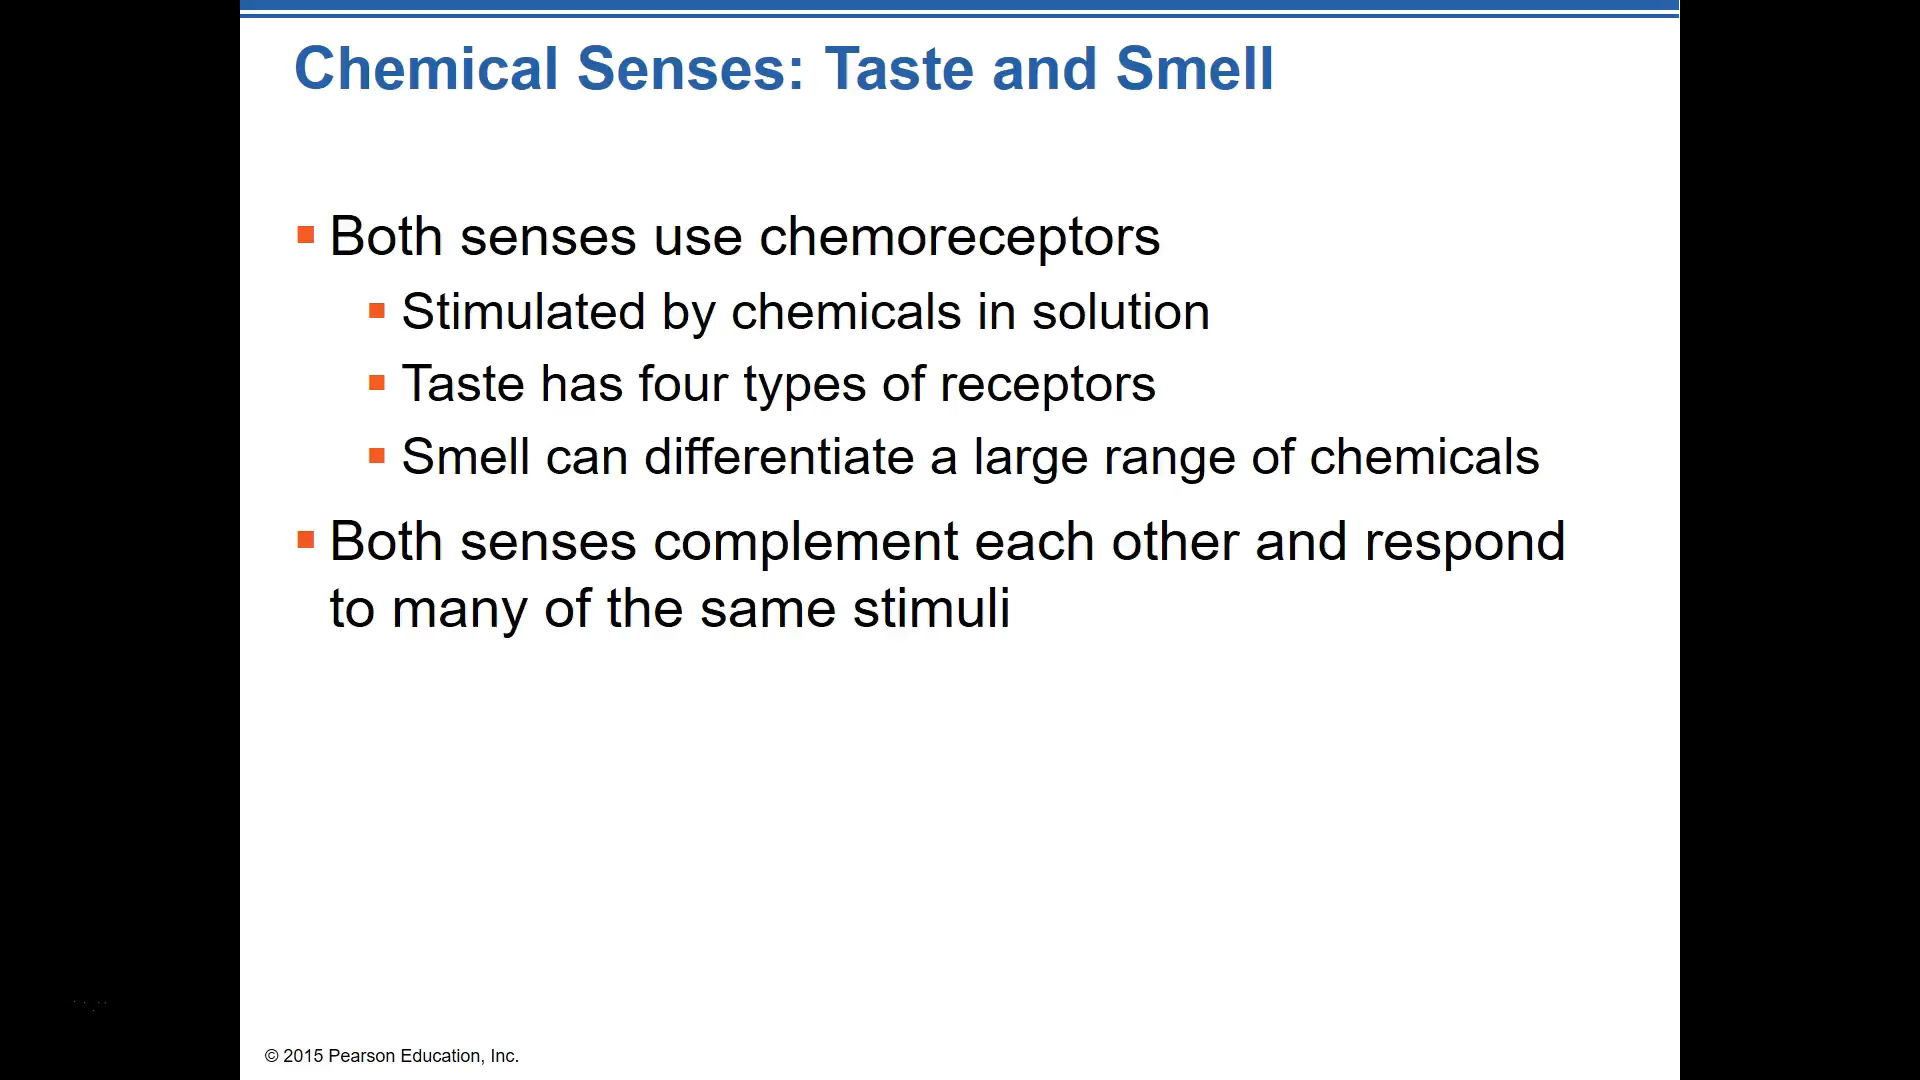 Chemical Senses: Taste and Smell
Both senses use chemoreceptors
Stimulated by chemicals in solution
Taste has four types of receptors
Smell can differentiate a large range of chemicals
Both senses complement each other and respond
to many of the same stimuli
© 2015 Pearson Education, Inc.